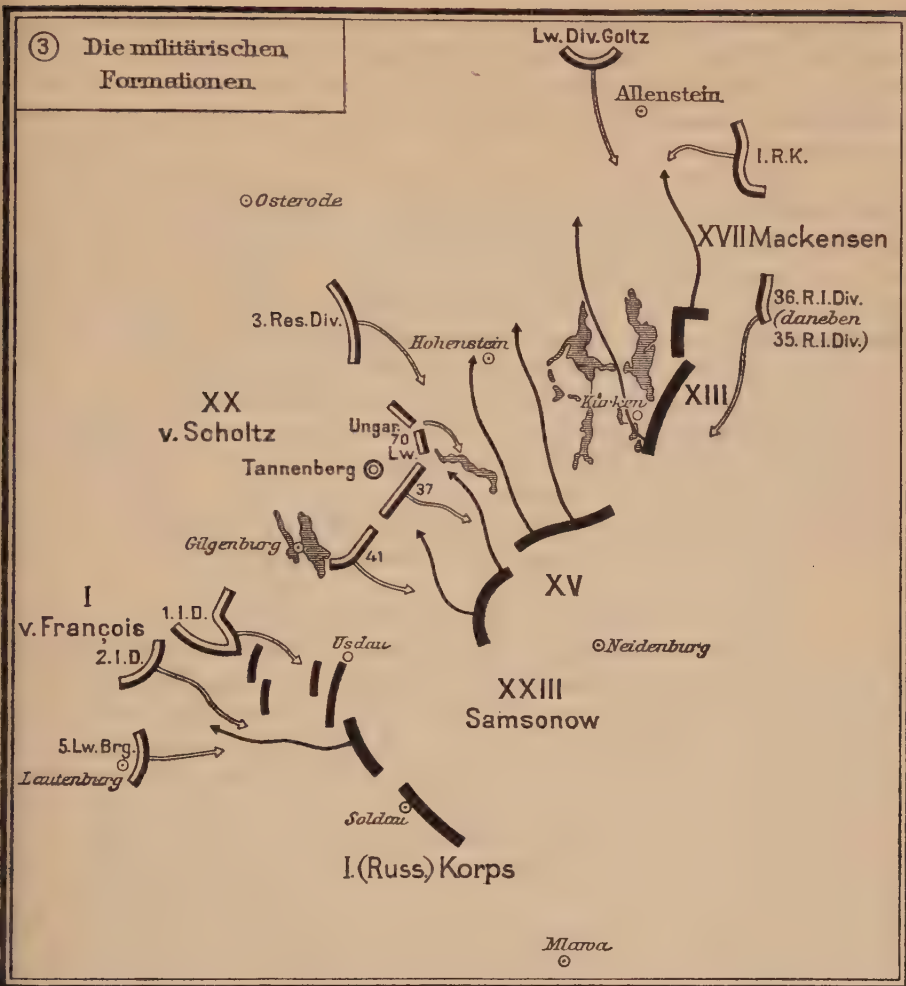 ③ Die militärischen
Formationen
Lw. Div. Goltz
Allenstein
I. R.K.
Osterode
XVII Mackensen
3. Res. Div.
36. R.I. Div.
(daneben
35. R.I. Div.)
Hohenstein
XX
v. Scholtz
Kurken
XIII
Ungar.
70
Lw.
Tannenberg
37
Gilgenburg
41
XV
I
v. François
1. I.D.
2. I.D.
Usdau
Neidenburg
XXIII
Samsonow
5. Lw. Brg.
Lautenburg
Soldau
I. (Russ.) Korps
Mlawa